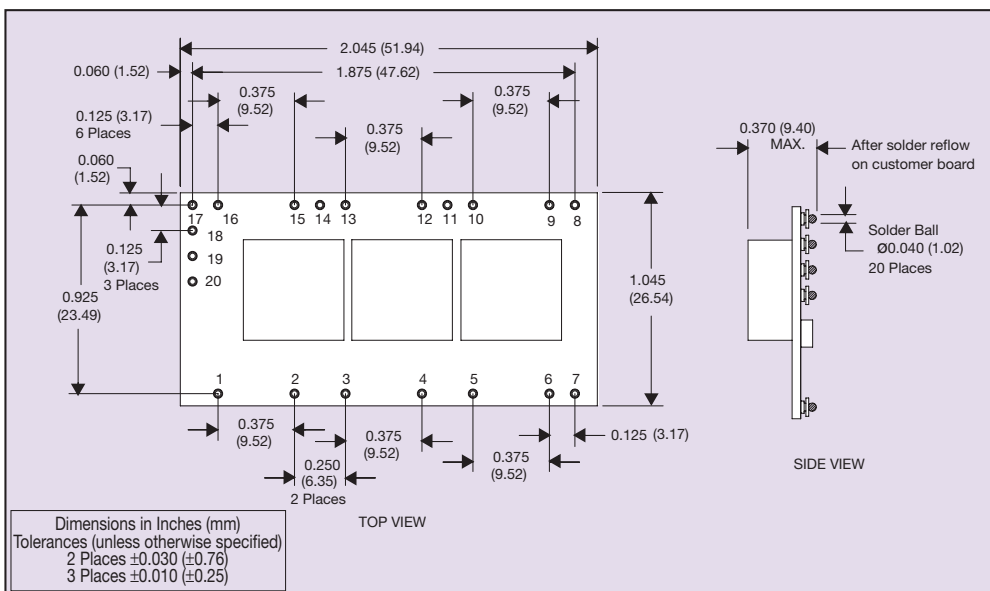 2.045 (51.94)
0.060 (1.52)
1.875 (47.62)
0.375
(9.52)
0.375
(9.52)
0.125 (3.17)
6 Places
0.375
(9.52)
0.060
(1.52)
0.370 (9.40)
MAX.
After solder reflow
on customer board
17 16 15 14 13 12 11 10 9 8
18
19
20
0.125
(3.17)
3 Places
0.925
(23.49)
1.045
(26.54)
Solder Ball
Ø0.040 (1.02)
20 Places
1 2 3 4 5 6 7
0.375
(9.52)
0.375
(9.52)
0.125 (3.17)
0.250
(6.35)
2 Places
0.375
(9.52)
SIDE VIEW
TOP VIEW
Dimensions in Inches (mm)
Tolerances (unless otherwise specified)
2 Places ±0.030 (±0.76)
3 Places ±0.010 (±0.25)